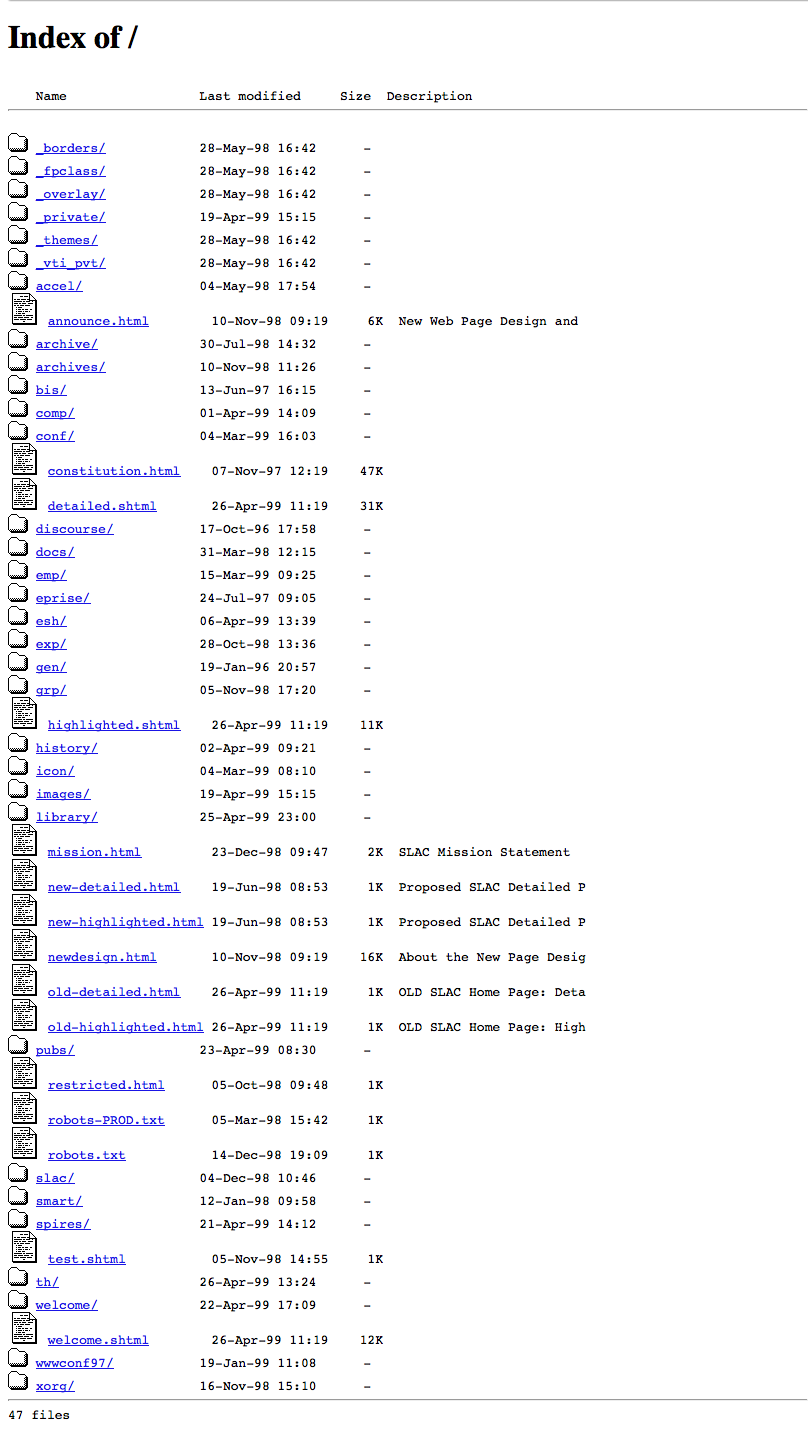 Index of /
Name Last modified Size Description
_borders/ 28-May-98 16:42 -
_fpclass/ 28-May-98 16:42 -
_overlay/ 28-May-98 16:42 -
_private/ 19-Apr-99 15:15 -
_themes/ 28-May-98 16:42 -
_vti_pvt/ 28-May-98 16:42 -
accel/ 04-May-98 17:54 -
announce.html 10-Nov-98 09:19 6K New Web Page Design and
archive/ 30-Jul-98 14:32 -
archives/ 10-Nov-98 11:26 -
bis/ 13-Jun-97 16:15 -
comp/ 01-Apr-99 14:09 -
conf/ 04-Mar-99 16:03 -
constitution.html 07-Nov-97 12:19 47K
detailed.shtml 26-Apr-99 11:19 31K
discourse/ 17-Oct-96 17:58 -
docs/ 31-Mar-98 12:15 -
emp/ 15-Mar-99 09:25 -
eprise/ 24-Jul-97 09:05 -
esh/ 06-Apr-99 13:39 -
exp/ 28-Oct-98 13:36 -
gen/ 19-Jan-96 20:57 -
grp/ 05-Nov-98 17:20 -
highlighted.shtml 26-Apr-99 11:19 11K
history/ 02-Apr-99 09:21 -
icon/ 04-Mar-99 08:10 -
images/ 19-Apr-99 15:15 -
library/ 25-Apr-99 23:00 -
mission.html 23-Dec-98 09:47 2K SLAC Mission Statement
new-detailed.html 19-Jun-98 08:53 1K Proposed SLAC Detailed P
new-highlighted.html 19-Jun-98 08:53 1K Proposed SLAC Detailed P
newdesign.html 10-Nov-98 09:19 16K About the New Page Desig
old-detailed.html 26-Apr-99 11:19 1K OLD SLAC Home Page: Deta
old-highlighted.html 26-Apr-99 11:19 1K OLD SLAC Home Page: High
pubs/ 23-Apr-99 08:30 -
restricted.html 05-Oct-98 09:48 1K
robots-PROD.txt 05-Mar-98 15:42 1K
robots.txt 14-Dec-98 19:09 1K
slac/ 04-Dec-98 10:46 -
smart/ 12-Jan-98 09:58 -
spires/ 21-Apr-99 14:12 -
test.shtml 05-Nov-98 14:55 1K
th/ 26-Apr-99 13:24 -
welcome/ 22-Apr-99 17:09 -
welcome.shtml 26-Apr-99 11:19 12K
wwwconf97/ 19-Jan-99 11:08 -
xorg/ 16-Nov-98 15:10 -
47 files